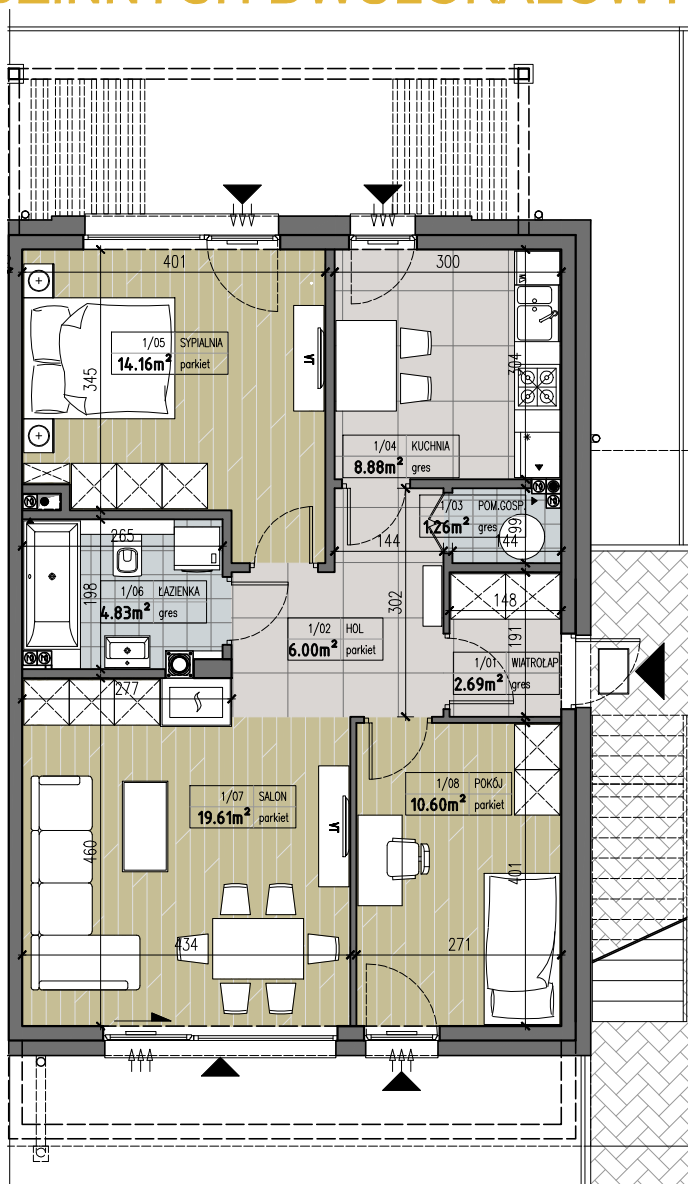 401
300
1/05 SYPIALNIA
14.16m² parkiet
345
TV
304
1/04 KUCHNIA
8.88m² gres
1/03 POM.GOSP.
1.26m² gres
99
265
144
144
198
1/06 ŁAZIENKA
4.83m² gres
302
148
1/02 HOL
6.00m² parkiet
191
1/01 WIATROŁAP
2.69m² gres
277
1/07 SALON
19.61m² parkiet
1/08 POKÓJ
10.60m² parkiet
TV
460
401
434
271